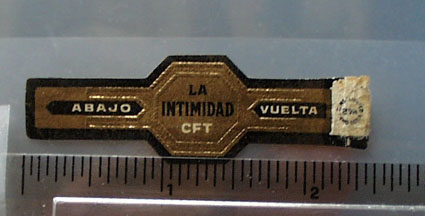 LA
ABAJO INTIMIDAD VUELTA
CFT
1 2